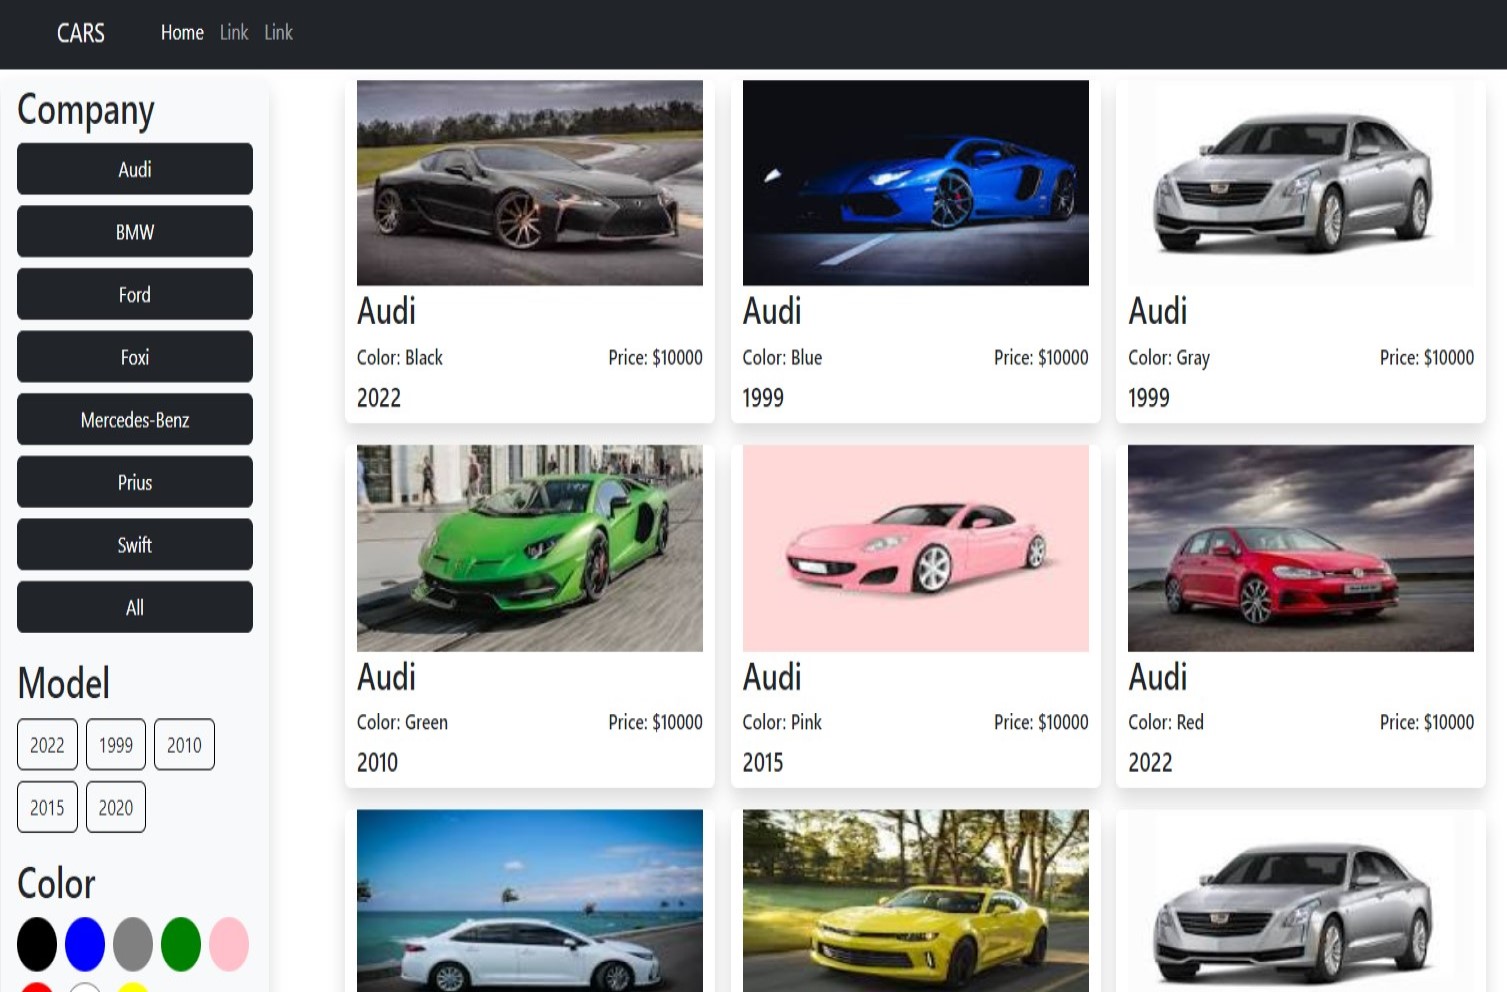 CARS Home Link Link
Company
Audi
BMW
Ford
Foxi
Mercedes-Benz
Prius
Swift
All
Model
2022 1999 2010
2015 2020
Color
Audi
Color: Black Price: $10000
2022
Audi
Color: Blue Price: $10000
1999
Audi
Color: Gray Price: $10000
1999
Audi
Color: Green Price: $10000
2010
Audi
Color: Pink Price: $10000
2015
Audi
Color: Red Price: $10000
2022